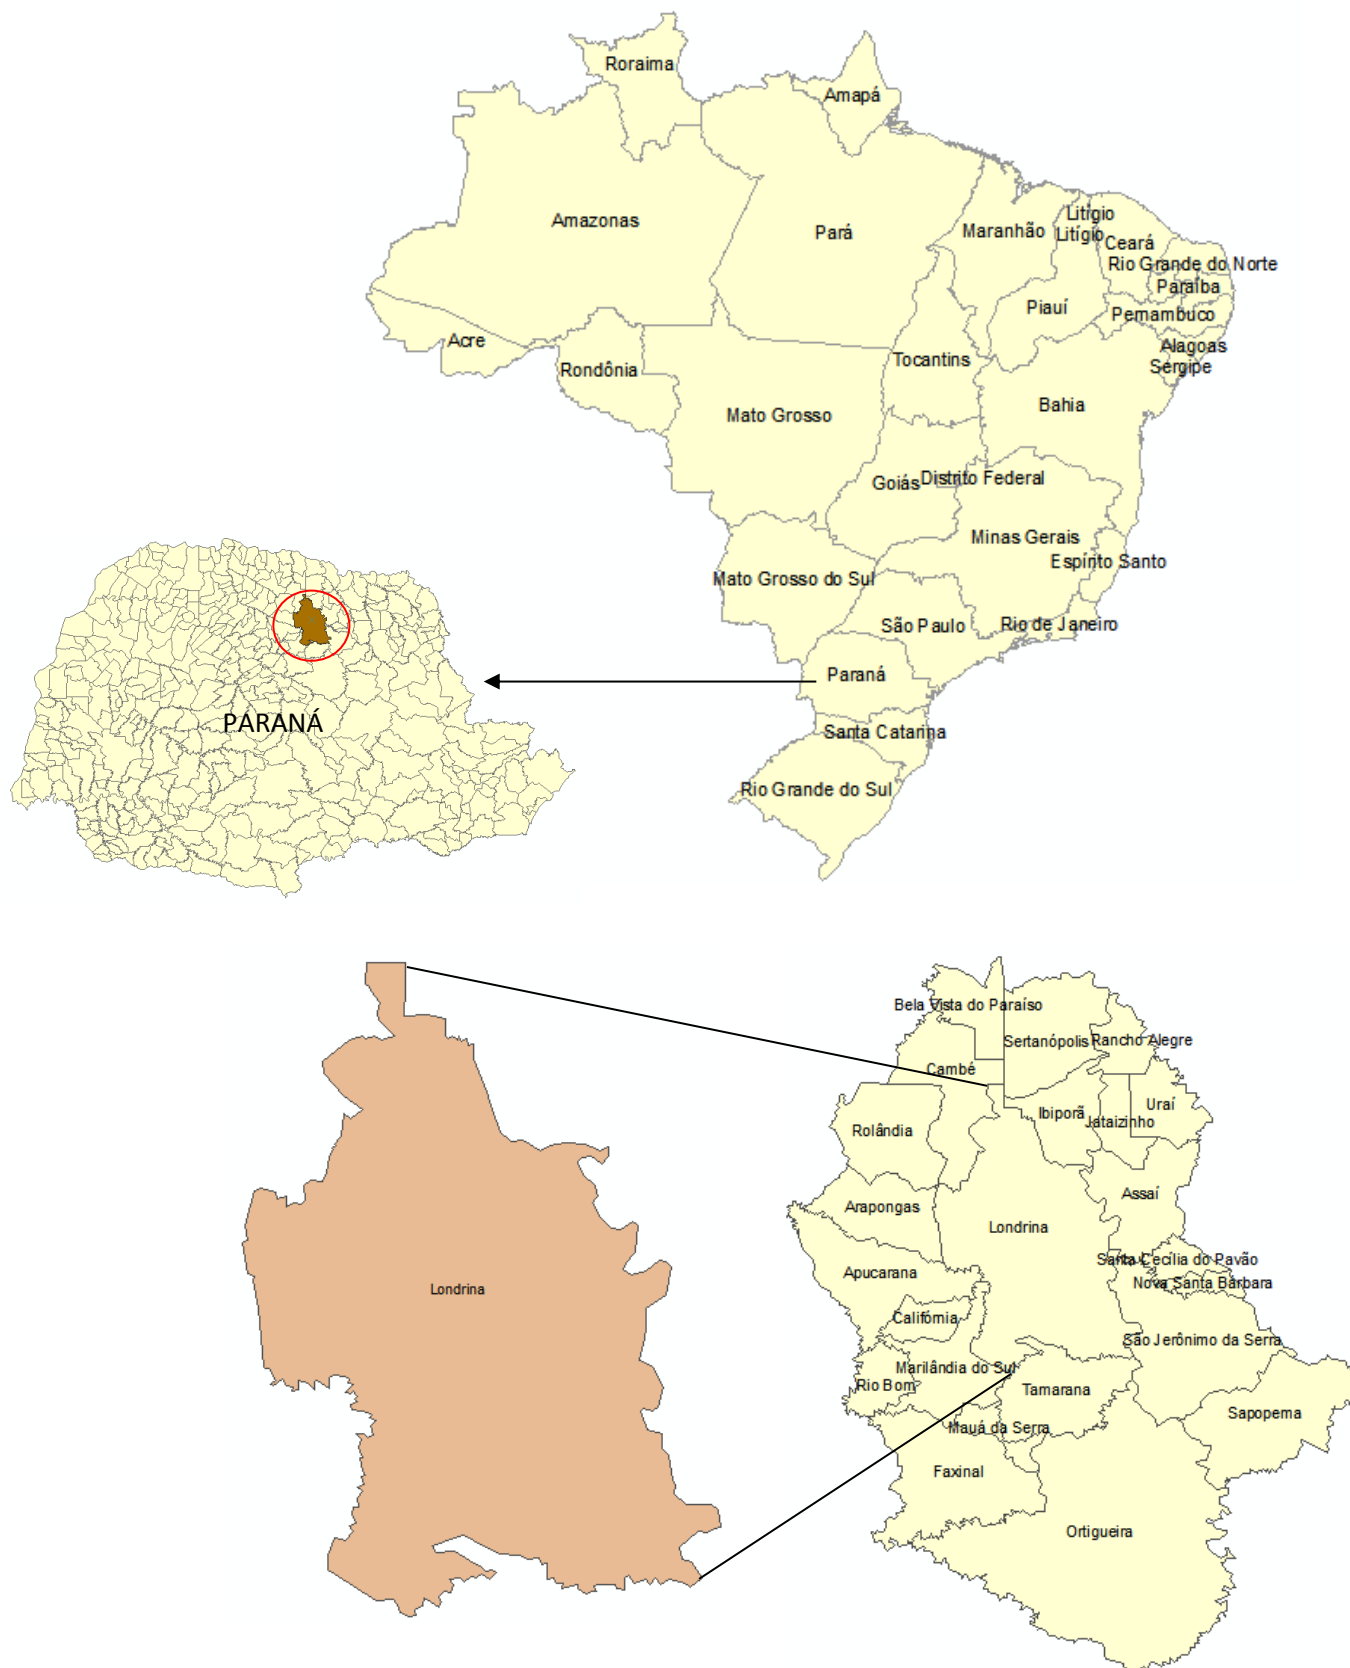 Roraima
Amapá
Amazonas
Pará
Maranhão
Litígio
Litígio
Ceará
Rio Grande do Norte
Paraíba
Piauí
Pernambuco
Acre
Rondônia
Tocantins
Alagoas
Sergipe
Mato Grosso
Bahia
Goiás
Distrito Federal
Minas Gerais
Espírito Santo
Mato Grosso do Sul
São Paulo
Rio de Janeiro
Paraná
Santa Catarina
Rio Grande do Sul
PARANÁ
Londrina
Bela Vista do Paraíso
Sertanópolis
Rancho Alegre
Cambé
Ibiporã
Jataizinho
Uraí
Rolândia
Assaí
Arapongas
Londrina
Santa Cecília do Pavão
Apucarana
Nova Santa Bárbara
Califórnia
São Jerônimo da Serra
Marilândia do Sul
Rio Bom
Tamarana
Sapopema
Mauá da Serra
Faxinal
Ortigueira